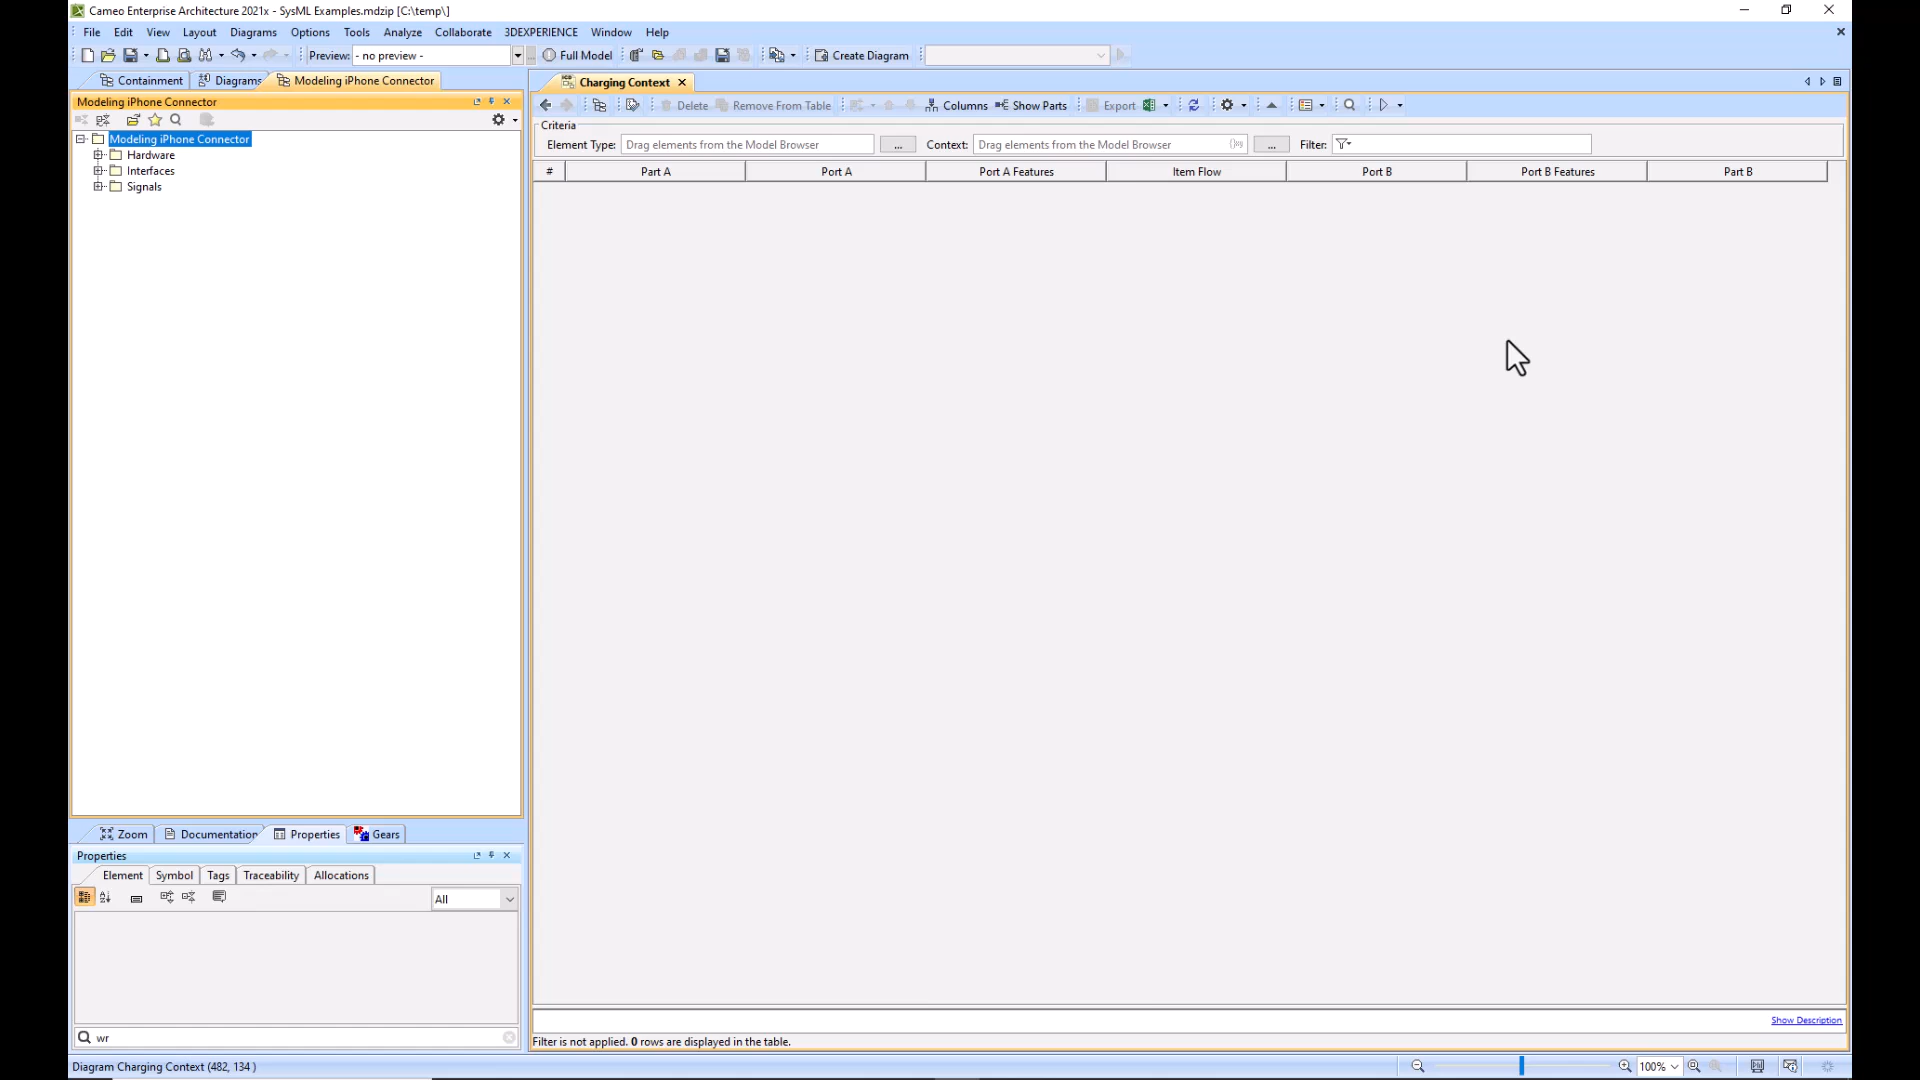 Cameo Enterprise Architecture 2021x - SysML Examples.mdzip [C:\temp\]
File Edit View Layout Diagrams Options Tools Analyze Collaborate 3DEXPERIENCE Window Help
Preview: - no preview - Full Model Create Diagram
Containment Diagrams Modeling iPhone Connector
Charging Context
Modeling iPhone Connector
Delete Remove From Table Columns Show Parts Export
Criteria
Element Type: Drag elements from the Model Browser ... Context: Drag elements from the Model Browser ... Filter:
# Part A Port A Port A Features Item Flow Port B Port B Features Part B
Modeling iPhone Connector
Hardware
Interfaces
Signals
Zoom Documentation Properties Gears
Properties
Element Symbol Tags Traceability Allocations
All
wr
Show Description
Filter is not applied. 0 rows are displayed in the table.
Diagram Charging Context (482, 134 )
100%